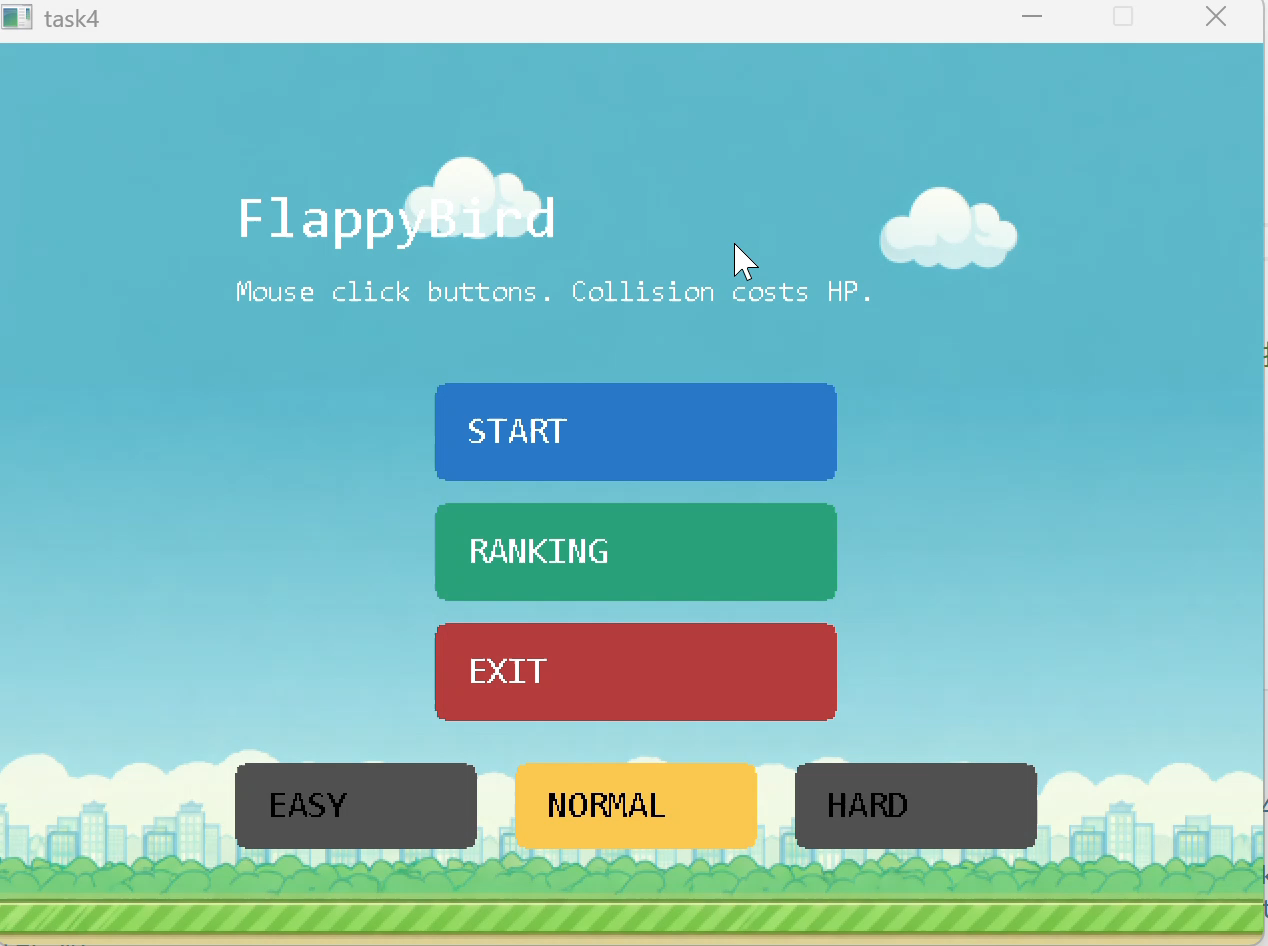 task4
FlappyBird
Mouse click buttons. Collision costs HP.
START
RANKING
EXIT
EASY
NORMAL
HARD